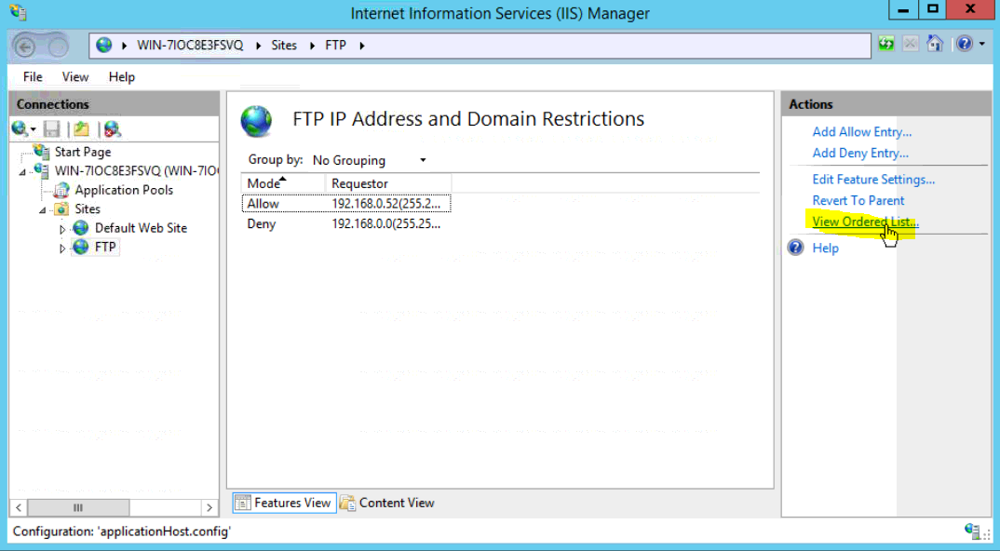 Internet Information Services (IIS) Manager
WIN-7IOC8E3FSVQ Sites FTP
File View Help
Connections
Start Page
WIN-7IOC8E3FSVQ (WIN-7IO
Application Pools
Sites
Default Web Site
FTP
FTP IP Address and Domain Restrictions
Group by: No Grouping
Mode Requestor
Allow 192.168.0.52(255.2...
Deny 192.168.0.0(255.25...
Features View Content View
Actions
Add Allow Entry...
Add Deny Entry...
Edit Feature Settings...
Revert To Parent
View Ordered List...
Help
Configuration: 'applicationHost.config'